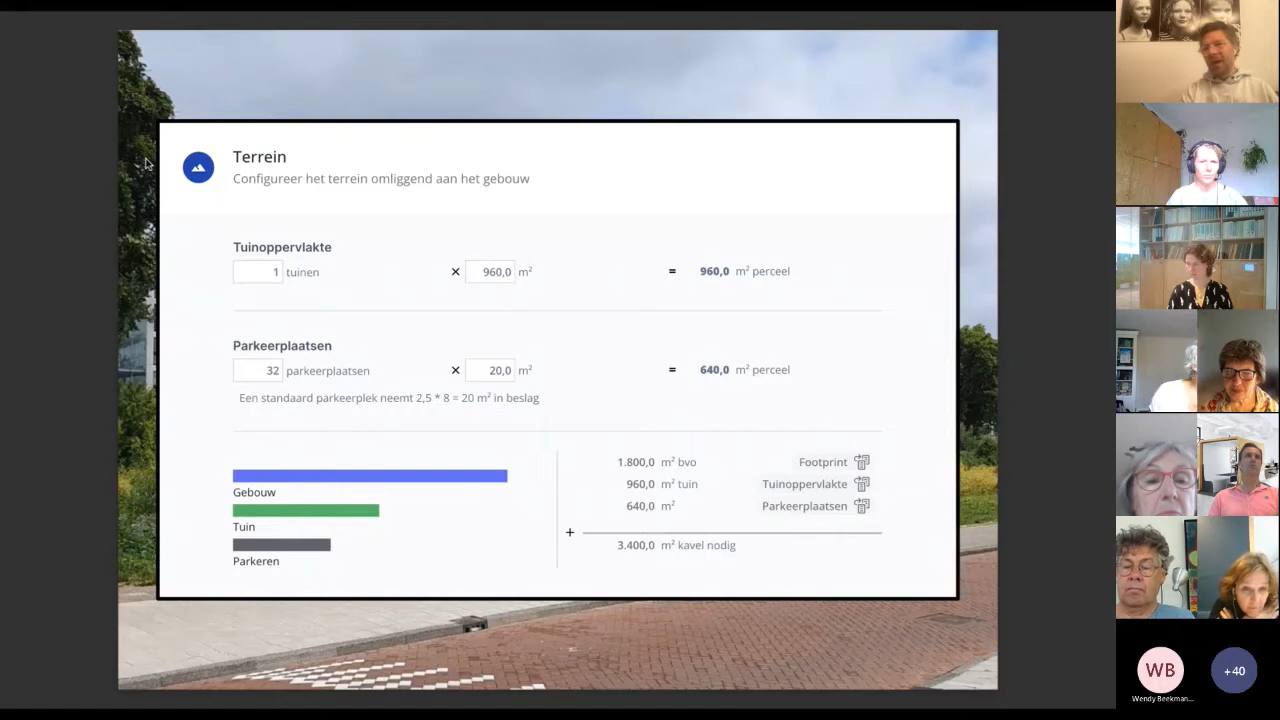 Terrein
Configureer het terrein omliggend aan het gebouw
Tuinoppervlakte
1 tuinen × 960,0 m² = 960,0 m² perceel
Parkeerplaatsen
32 parkeerplaatsen × 20,0 m² = 640,0 m² perceel
Een standaard parkeerplek neemt 2,5 * 8 = 20 m² in beslag
Gebouw
Tuin
Parkeren
1.800,0 m² bvo Footprint
960,0 m² tuin Tuinoppervlakte
640,0 m² Parkeerplaatsen
+
3.400,0 m² kavel nodig
WB
Wendy Beekman...
+40